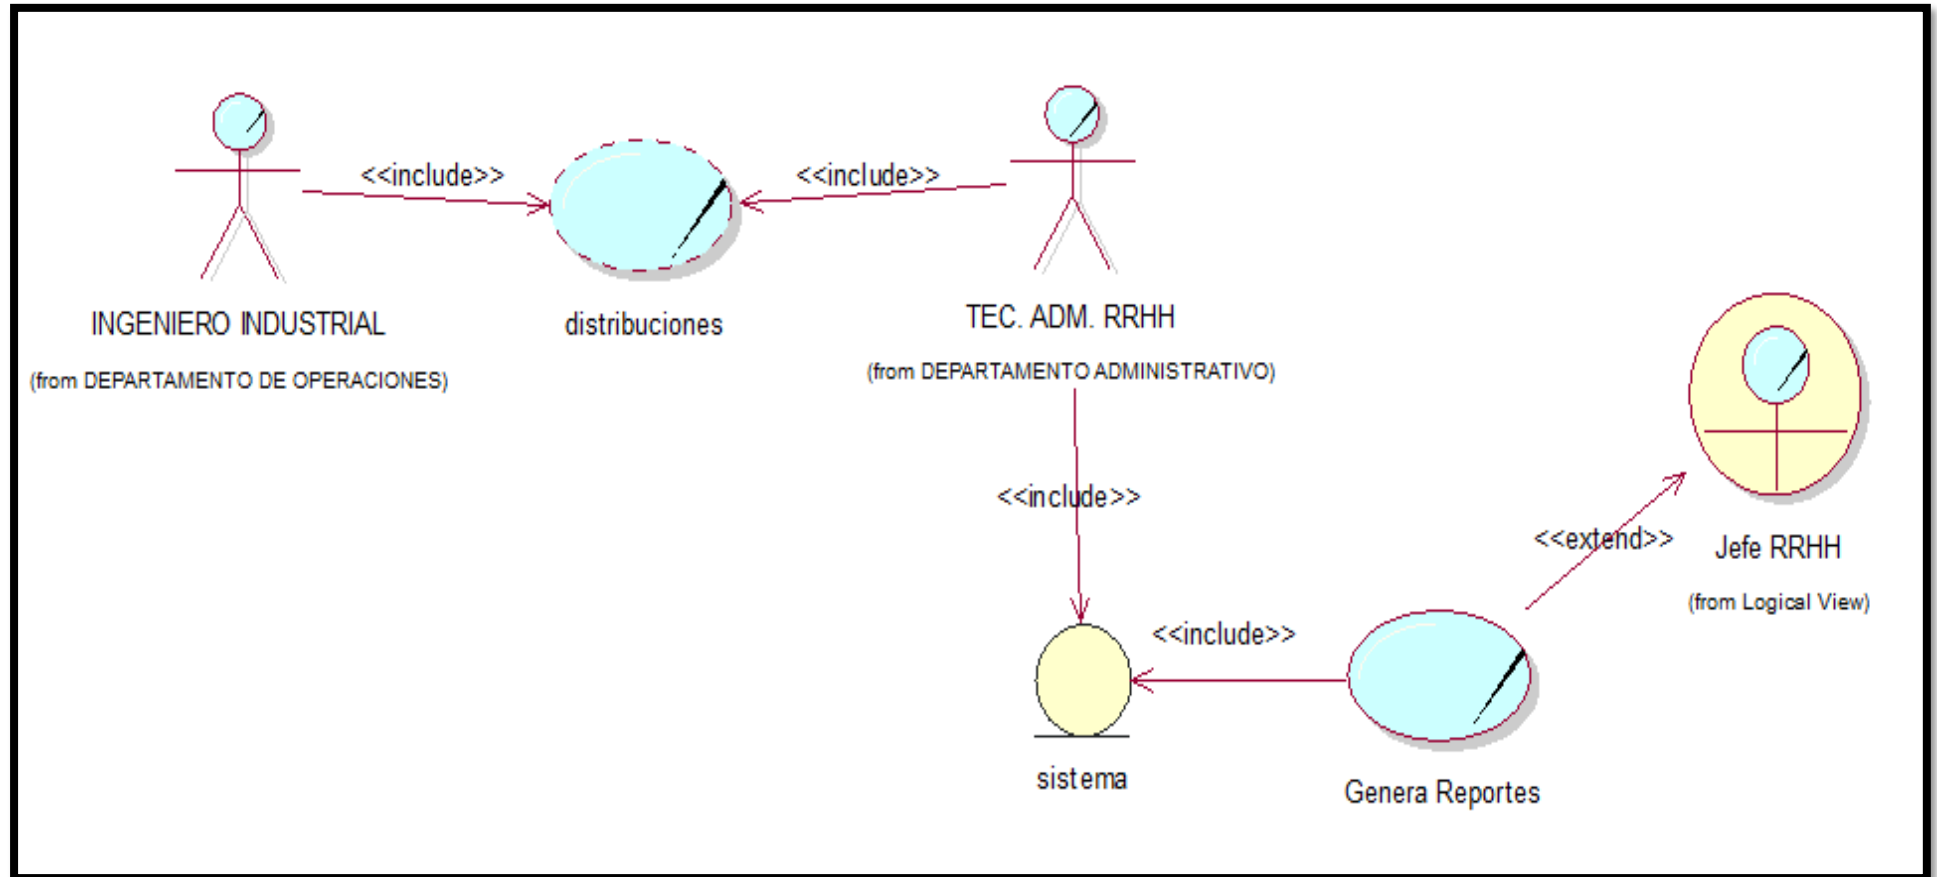 <<include>>
<<include>>
INGENIERO INDUSTRIAL
(from DEPARTAMENTO DE OPERACIONES)
distribuciones
TEC. ADM. RRHH
(from DEPARTAMENTO ADMINISTRATIVO)
<<include>>
<<extend>>
Jefe RRHH
(from Logical View)
<<include>>
sistema
Genera Reportes